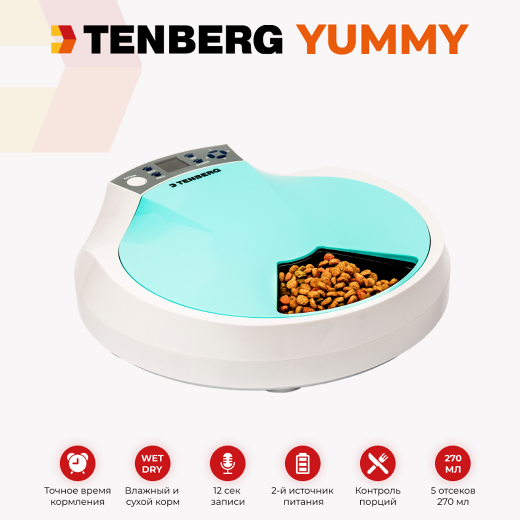 TENBERG YUMMY
TENBERG
WET
DRY
270
МЛ
Точное время
кормления
Влажный и
сухой корм
12 сек
записи
2-й источник
питания
Контроль
порций
5 отсеков
270 мл